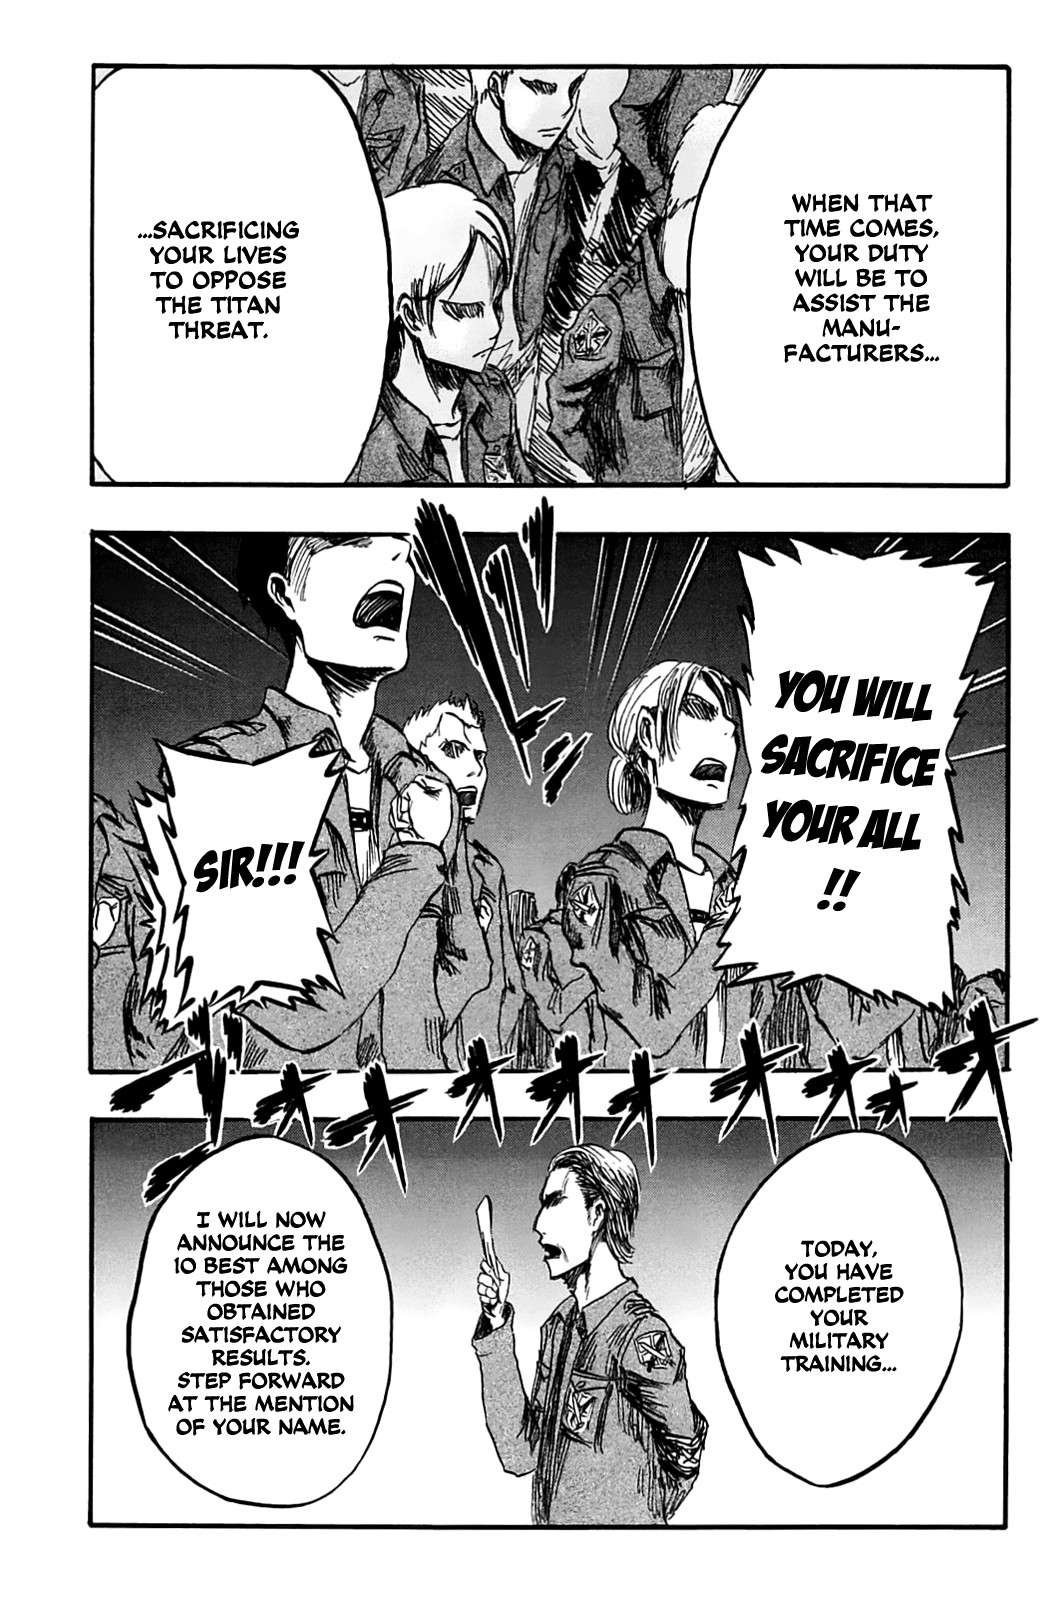 WHEN THAT
TIME COMES,
YOUR DUTY
WILL BE TO
ASSIST THE
MANU-
FACTURERS...
...SACRIFICING
YOUR LIVES
TO OPPOSE
THE TITAN
THREAT.
YOU WILL
SACRIFICE
YOUR ALL
!!
SIR!!!
TODAY,
YOU HAVE
COMPLETED
YOUR
MILITARY
TRAINING...
I WILL NOW
ANNOUNCE THE
10 BEST AMONG
THOSE WHO
OBTAINED
SATISFACTORY
RESULTS.
STEP FORWARD
AT THE MENTION
OF YOUR NAME.